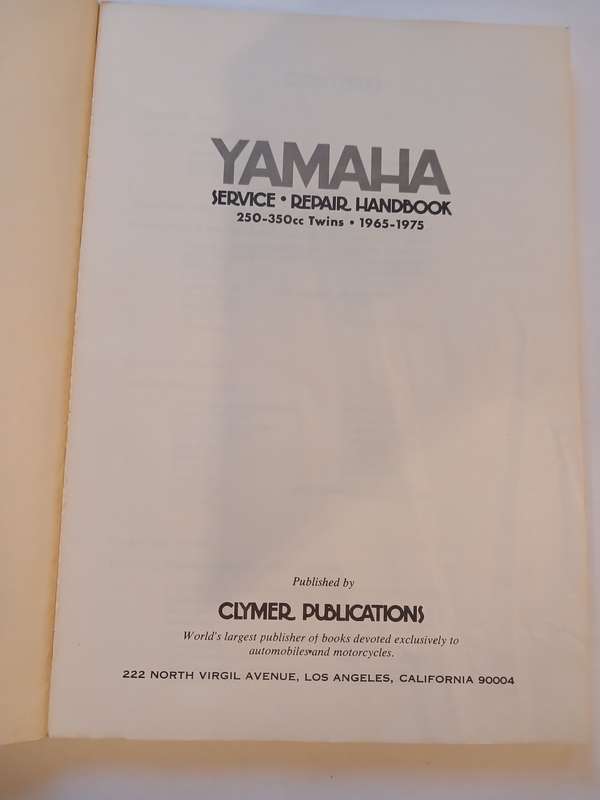 YAMAHA
SERVICE • REPAIR HANDBOOK
250-350cc Twins • 1965-1975
Published by
CLYMER PUBLICATIONS
World's largest publisher of books devoted exclusively to
automobiles and motorcycles.
222 NORTH VIRGIL AVENUE, LOS ANGELES, CALIFORNIA 90004